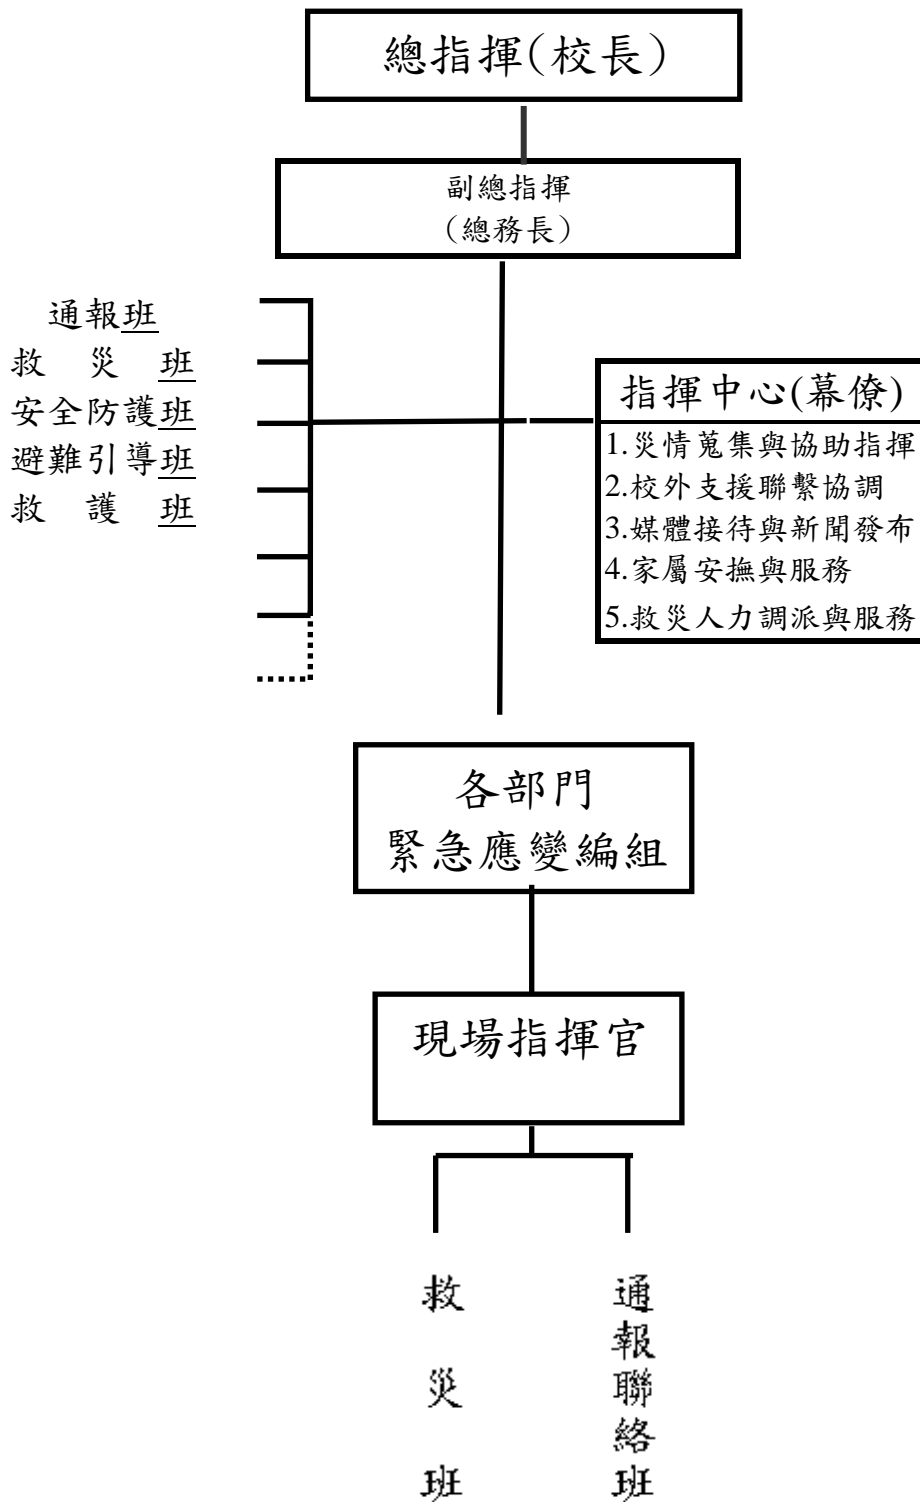 總指揮(校長)
副總指揮
(總務長)
通報班
救災班
安全防護班
避難引導班
救護班
指揮中心(幕僚)
1.災情蒐集與協助指揮
2.校外支援聯繫協調
3.媒體接待與新聞發布
4.家屬安撫與服務
5.救災人力調派與服務
各部門
緊急應變編組
現場指揮官
救災班
通報聯絡班